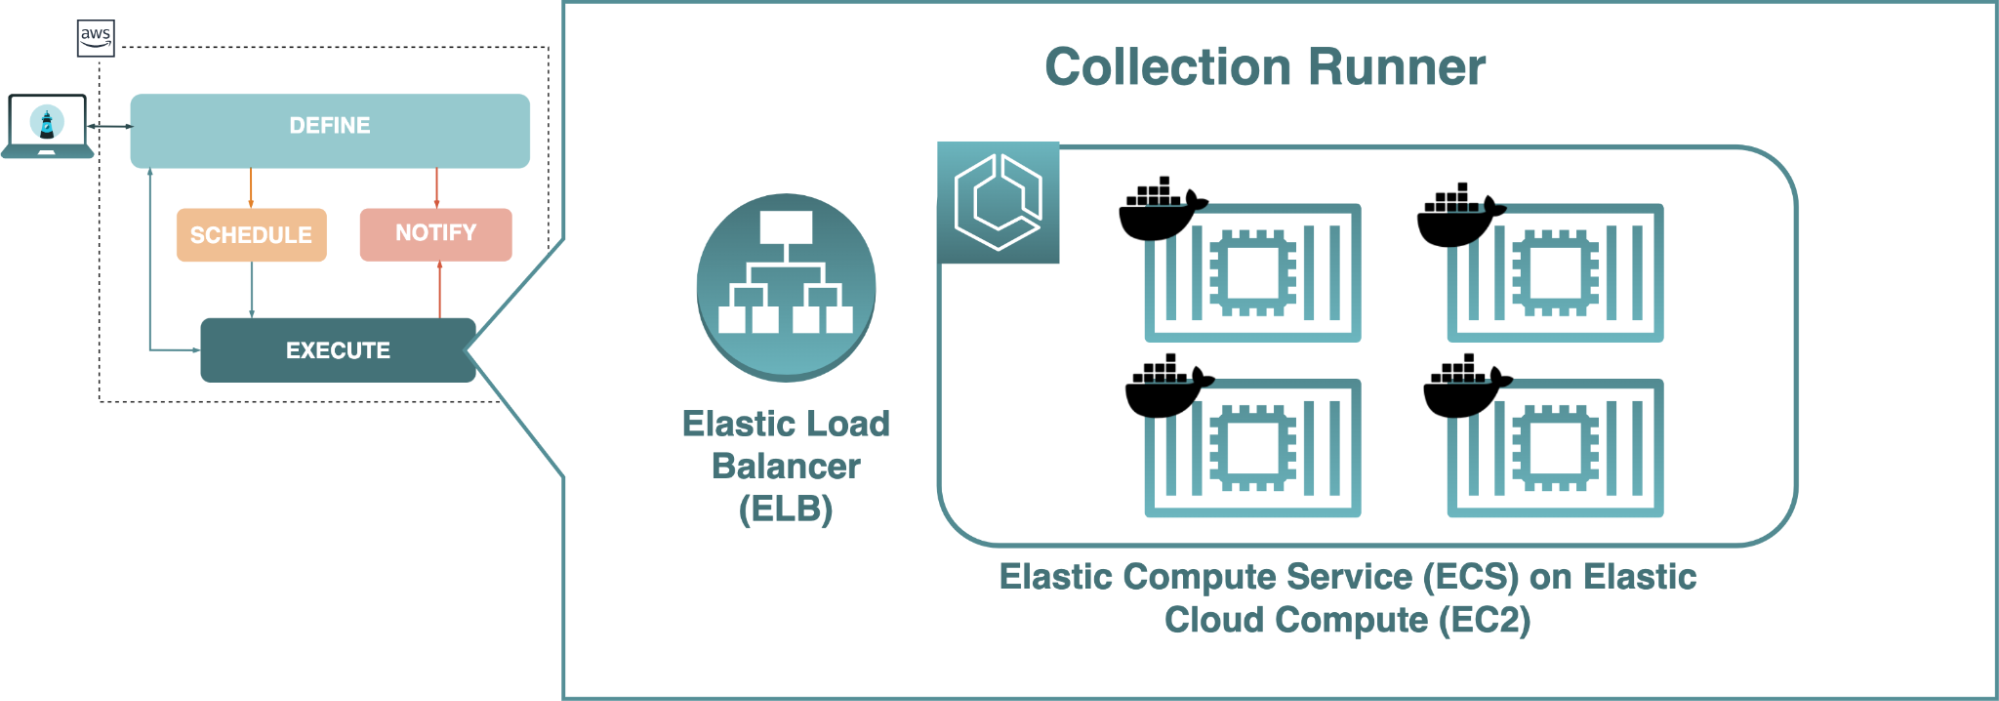 aws
DEFINE
SCHEDULE
NOTIFY
EXECUTE
Collection Runner
Elastic Load
Balancer
(ELB)
Elastic Compute Service (ECS) on Elastic
Cloud Compute (EC2)